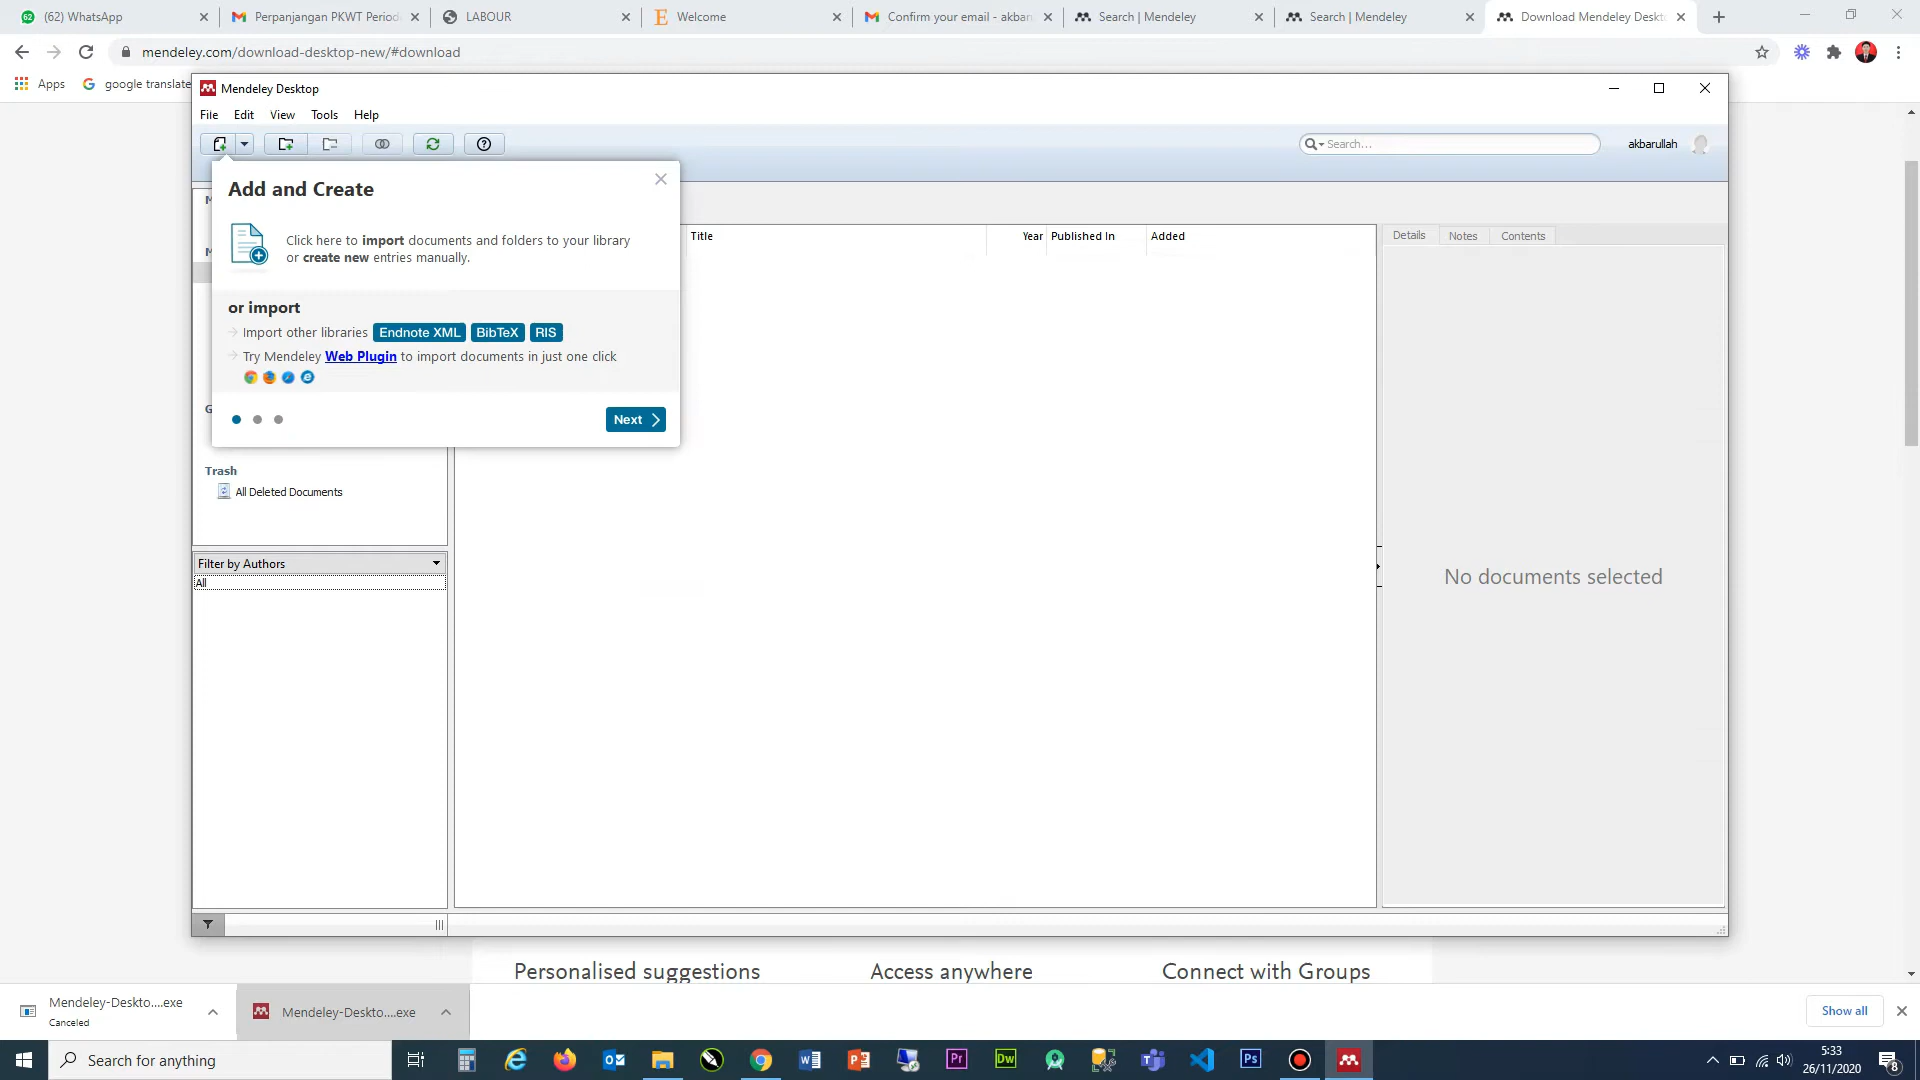 (62) WhatsApp
Perpanjangan PKWT Period
LABOUR
Welcome
Confirm your email - akbar
Search | Mendeley
Search | Mendeley
Download Mendeley Deskt
mendeley.com/download-desktop-new/#download
Apps
google translate
Mendeley Desktop
File Edit View Tools Help
Search...
akbarullah
Add and Create
Click here to import documents and folders to your library
or create new entries manually.
or import
Import other libraries Endnote XML BibTeX RIS
Try Mendeley Web Plugin to import documents in just one click
Next
Title Year Published In Added
Details Notes Contents
Trash
All Deleted Documents
No documents selected
Filter by Authors
All
Personalised suggestions
Access anywhere
Connect with Groups
Mendeley-Deskto....exe
Canceled
Mendeley-Deskto....exe
Show all
Search for anything
5:33
26/11/2020
8